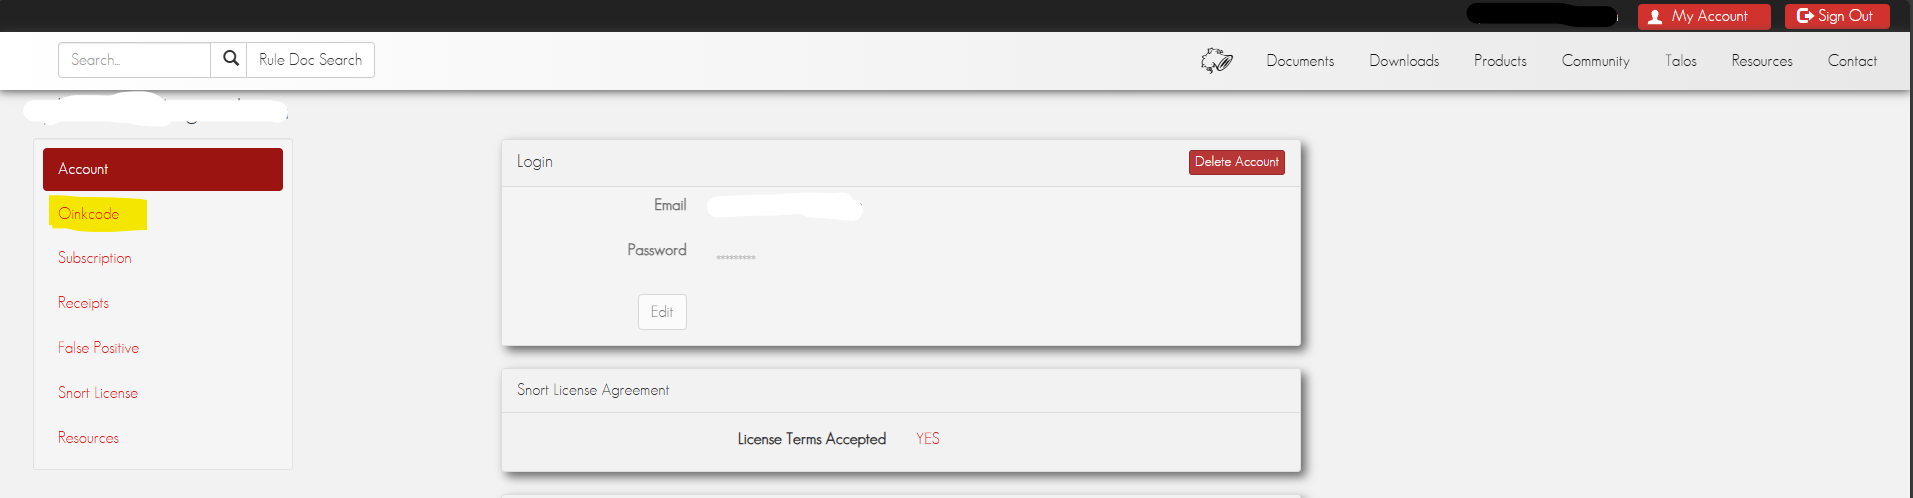 My Account
Sign Out
Search...
Rule Doc Search
Documents
Downloads
Products
Community
Talos
Resources
Contact
Account
Oinkcode
Subscription
Receipts
False Positive
Snort License
Resources
Login
Delete Account
Email
Password
*********
Edit
Snort License Agreement
License Terms Accepted YES